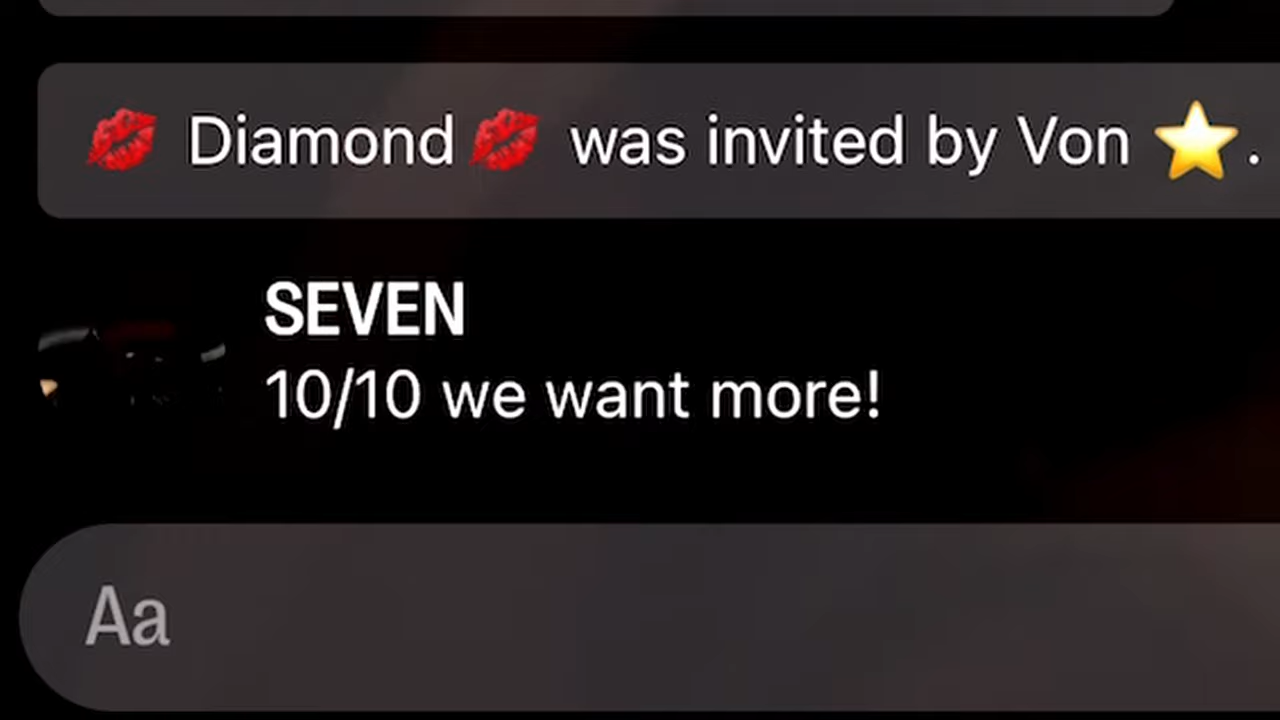 💋 Diamond 💋 was invited by Von ⭐.
SEVEN
10/10 we want more!
Aa